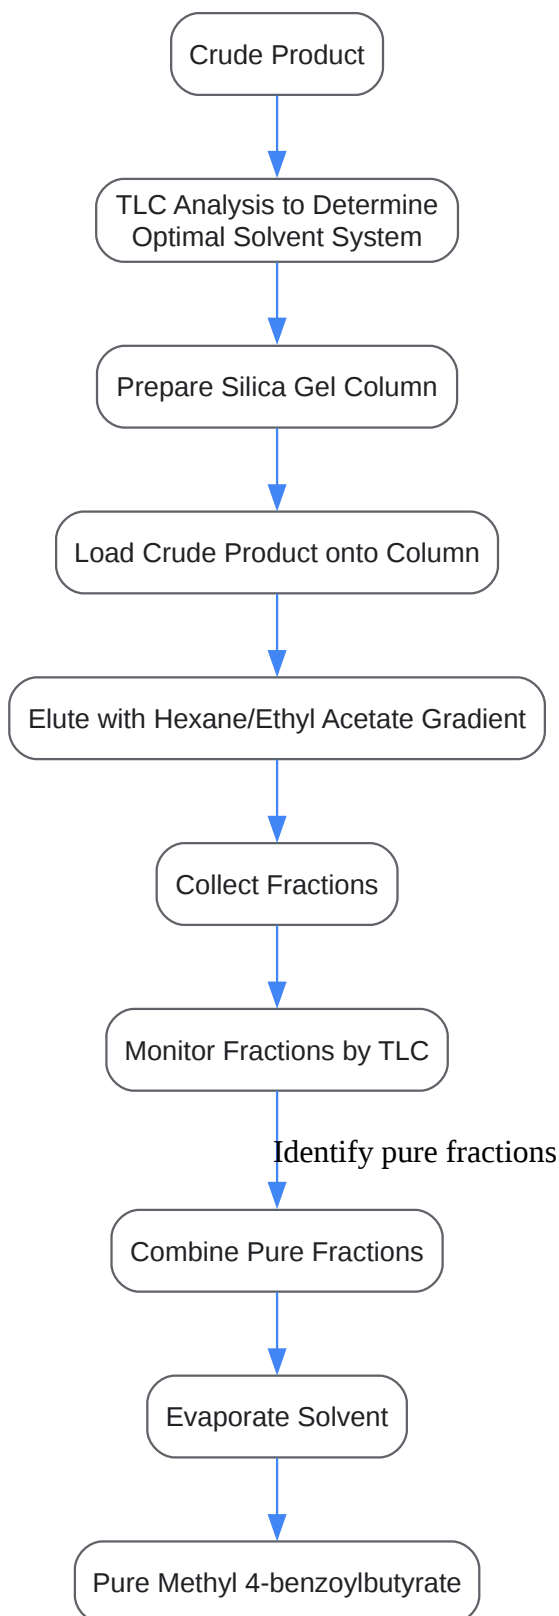 Crude Product
TLC Analysis to Determine
Optimal Solvent System
Prepare Silica Gel Column
Load Crude Product onto Column
Elute with Hexane/Ethyl Acetate Gradient
Collect Fractions
Monitor Fractions by TLC
Identify pure fractions
Combine Pure Fractions
Evaporate Solvent
Pure Methyl 4-benzoylbutyrate